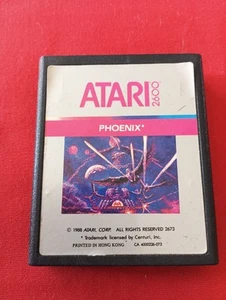 ATARI 2600
PHOENIX*
© 1988 ATARI, CORP. ALL RIGHTS RESERVED 2673
* Trademark licensed by Centuri, Inc.
PRINTED IN HONG KONG CA